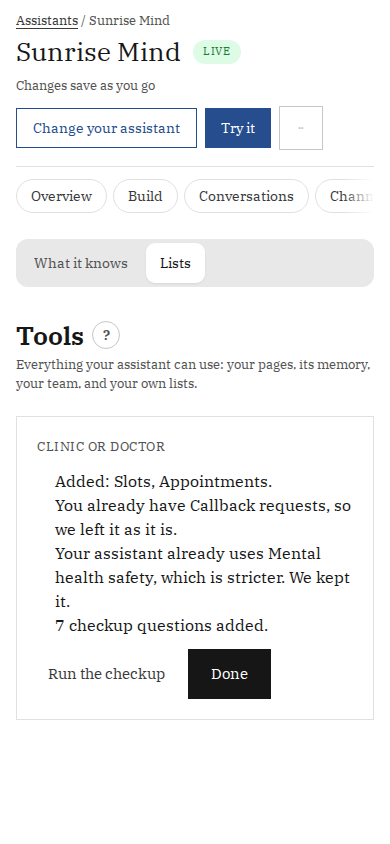 Assistants / Sunrise Mind
Sunrise Mind LIVE
Changes save as you go
Change your assistant Try it
Overview Build Conversations Chann
What it knows Lists
Tools ?
Everything your assistant can use: your pages, its memory,
your team, and your own lists.
CLINIC OR DOCTOR
Added: Slots, Appointments.
You already have Callback requests, so
we left it as it is.
Your assistant already uses Mental
health safety, which is stricter. We kept
it.
7 checkup questions added.
Run the checkup Done